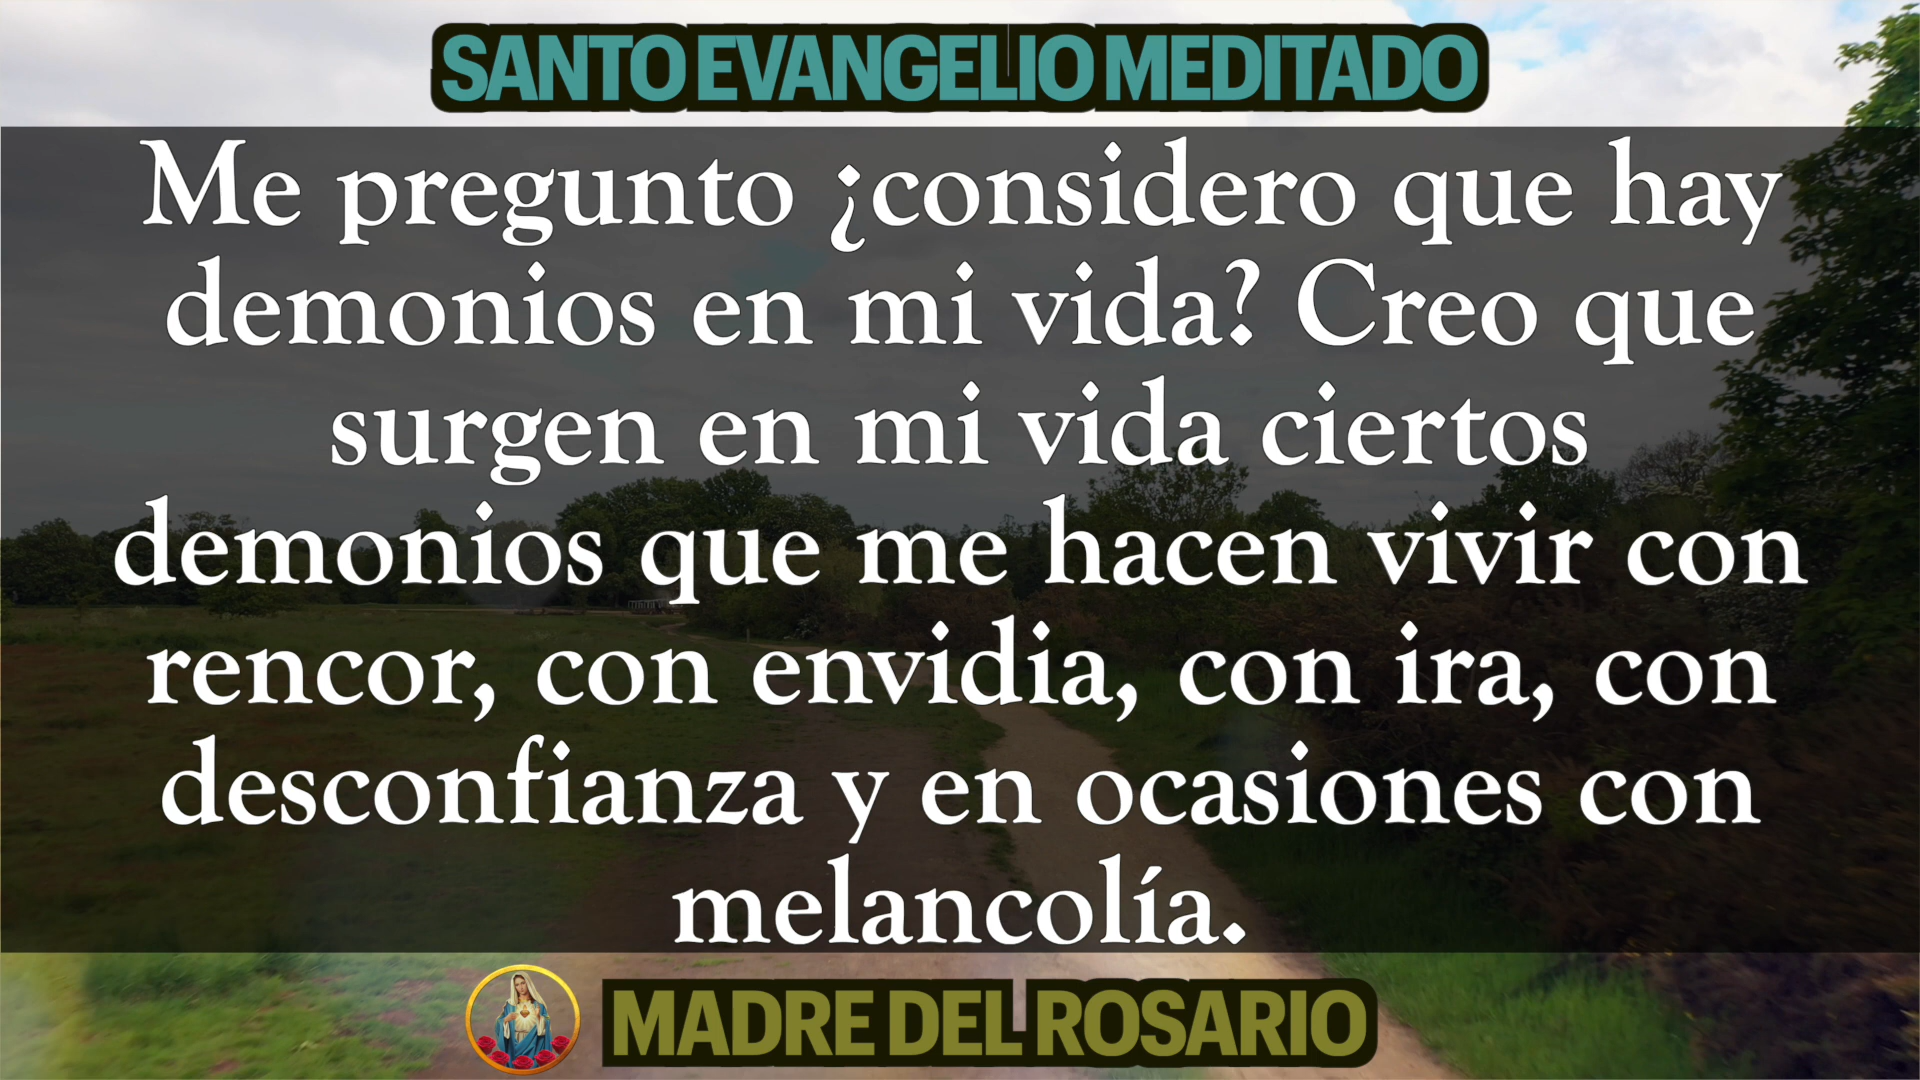 SANTO EVANGELIO MEDITADO
Me pregunto ¿considero que hay
demonios en mi vida? Creo que
surgen en mi vida ciertos
demonios que me hacen vivir con
rencor, con envidia, con ira, con
desconfianza y en ocasiones con
melancolía.
MADRE DEL ROSARIO